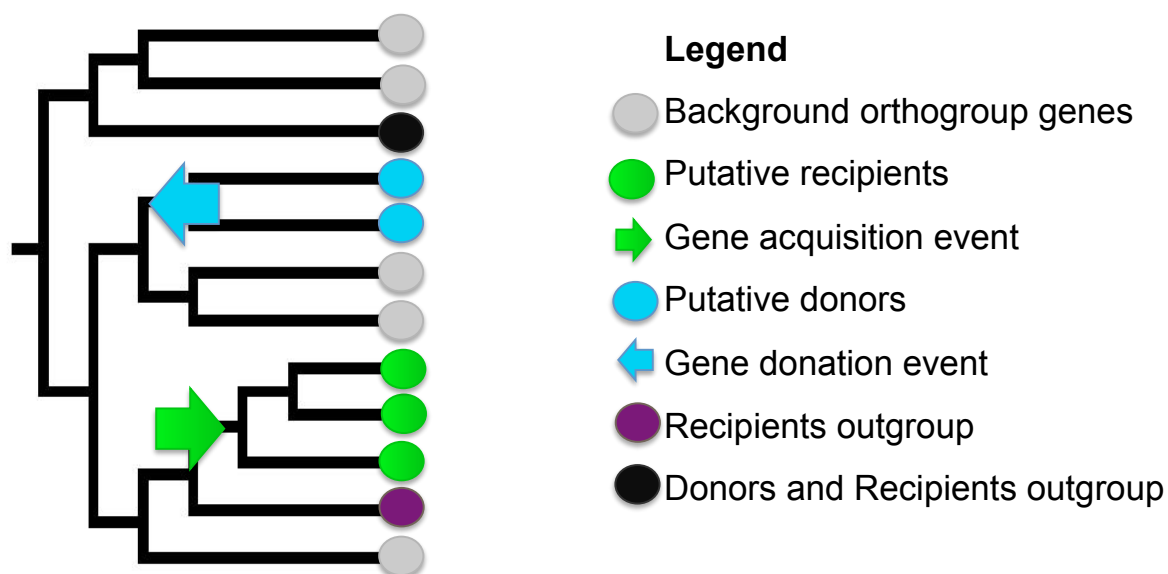 Legend
Background orthogroup genes
Putative recipients
Gene acquisition event
Putative donors
Gene donation event
Recipients outgroup
Donors and Recipients outgroup